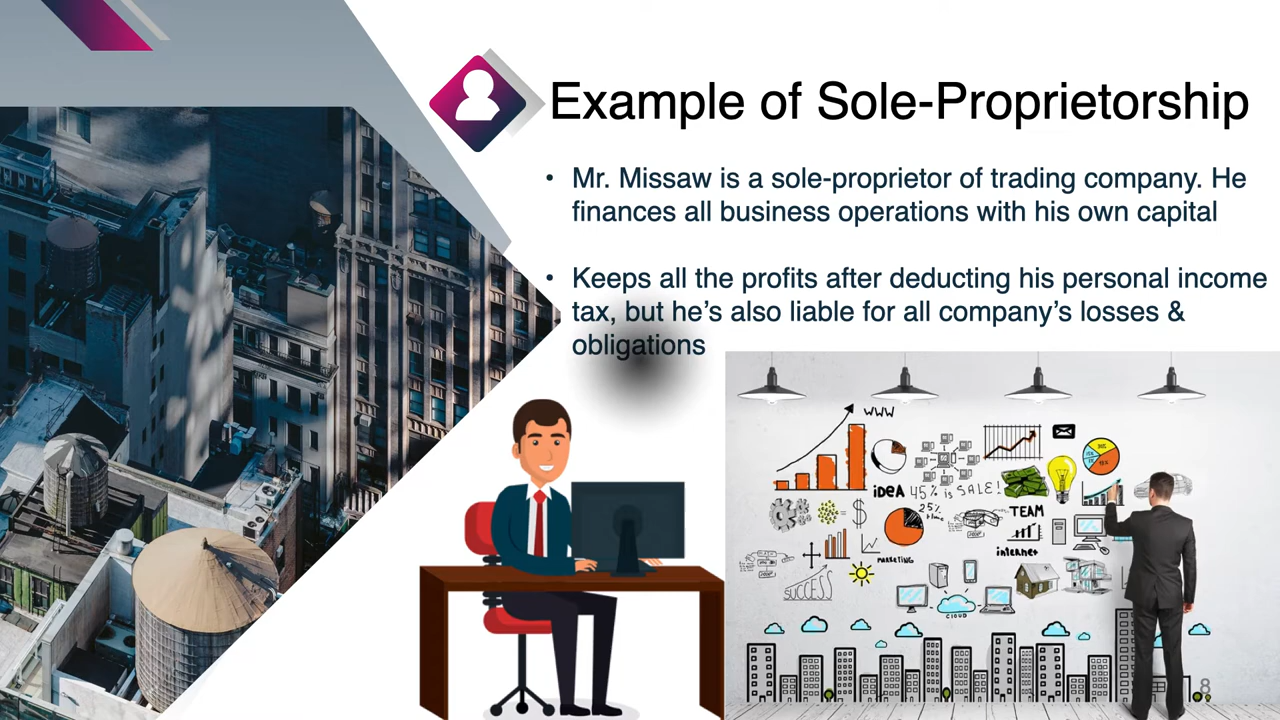 Example of Sole-Proprietorship
• Mr. Missaw is a sole-proprietor of trading company. He
finances all business operations with his own capital
• Keeps all the profits after deducting his personal income
tax, but he’s also liable for all company’s losses &
obligations
WWW
iDEA 45% is SALE!
25%
TEAM
$
internet
MARKETING
SUCCESS
CLOUD
8